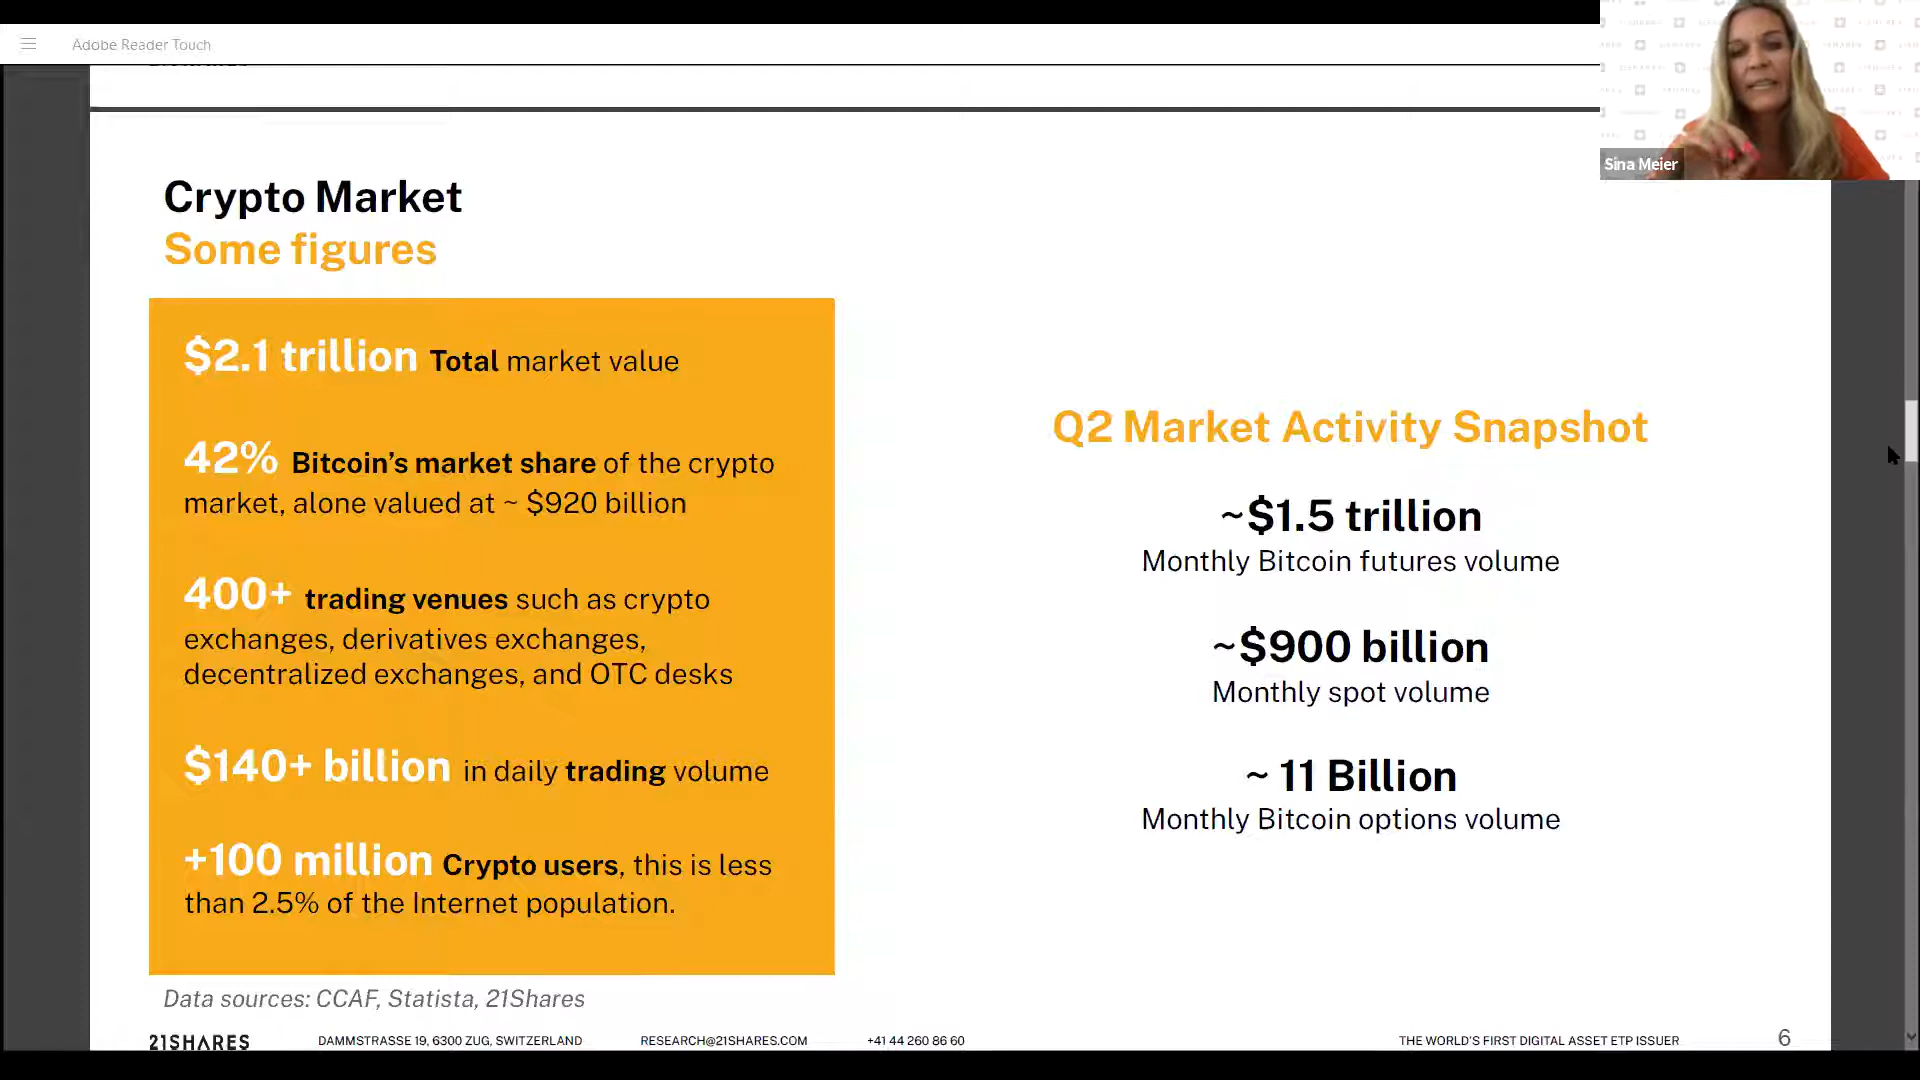 Adobe Reader Touch
Sina Meier
Crypto Market
Some figures
$2.1 trillion Total market value
42% Bitcoin's market share of the crypto
market, alone valued at ~ $920 billion
400+ trading venues such as crypto
exchanges, derivatives exchanges,
decentralized exchanges, and OTC desks
$140+ billion in daily trading volume
+100 million Crypto users, this is less
than 2.5% of the Internet population.
Data sources: CCAF, Statista, 21Shares
Q2 Market Activity Snapshot
~$1.5 trillion
Monthly Bitcoin futures volume
~$900 billion
Monthly spot volume
~ 11 Billion
Monthly Bitcoin options volume
21SHARES DAMMSTRASSE 19, 6300 ZUG, SWITZERLAND RESEARCH@21SHARES.COM +41 44 260 86 60 THE WORLD'S FIRST DIGITAL ASSET ETP ISSUER 6